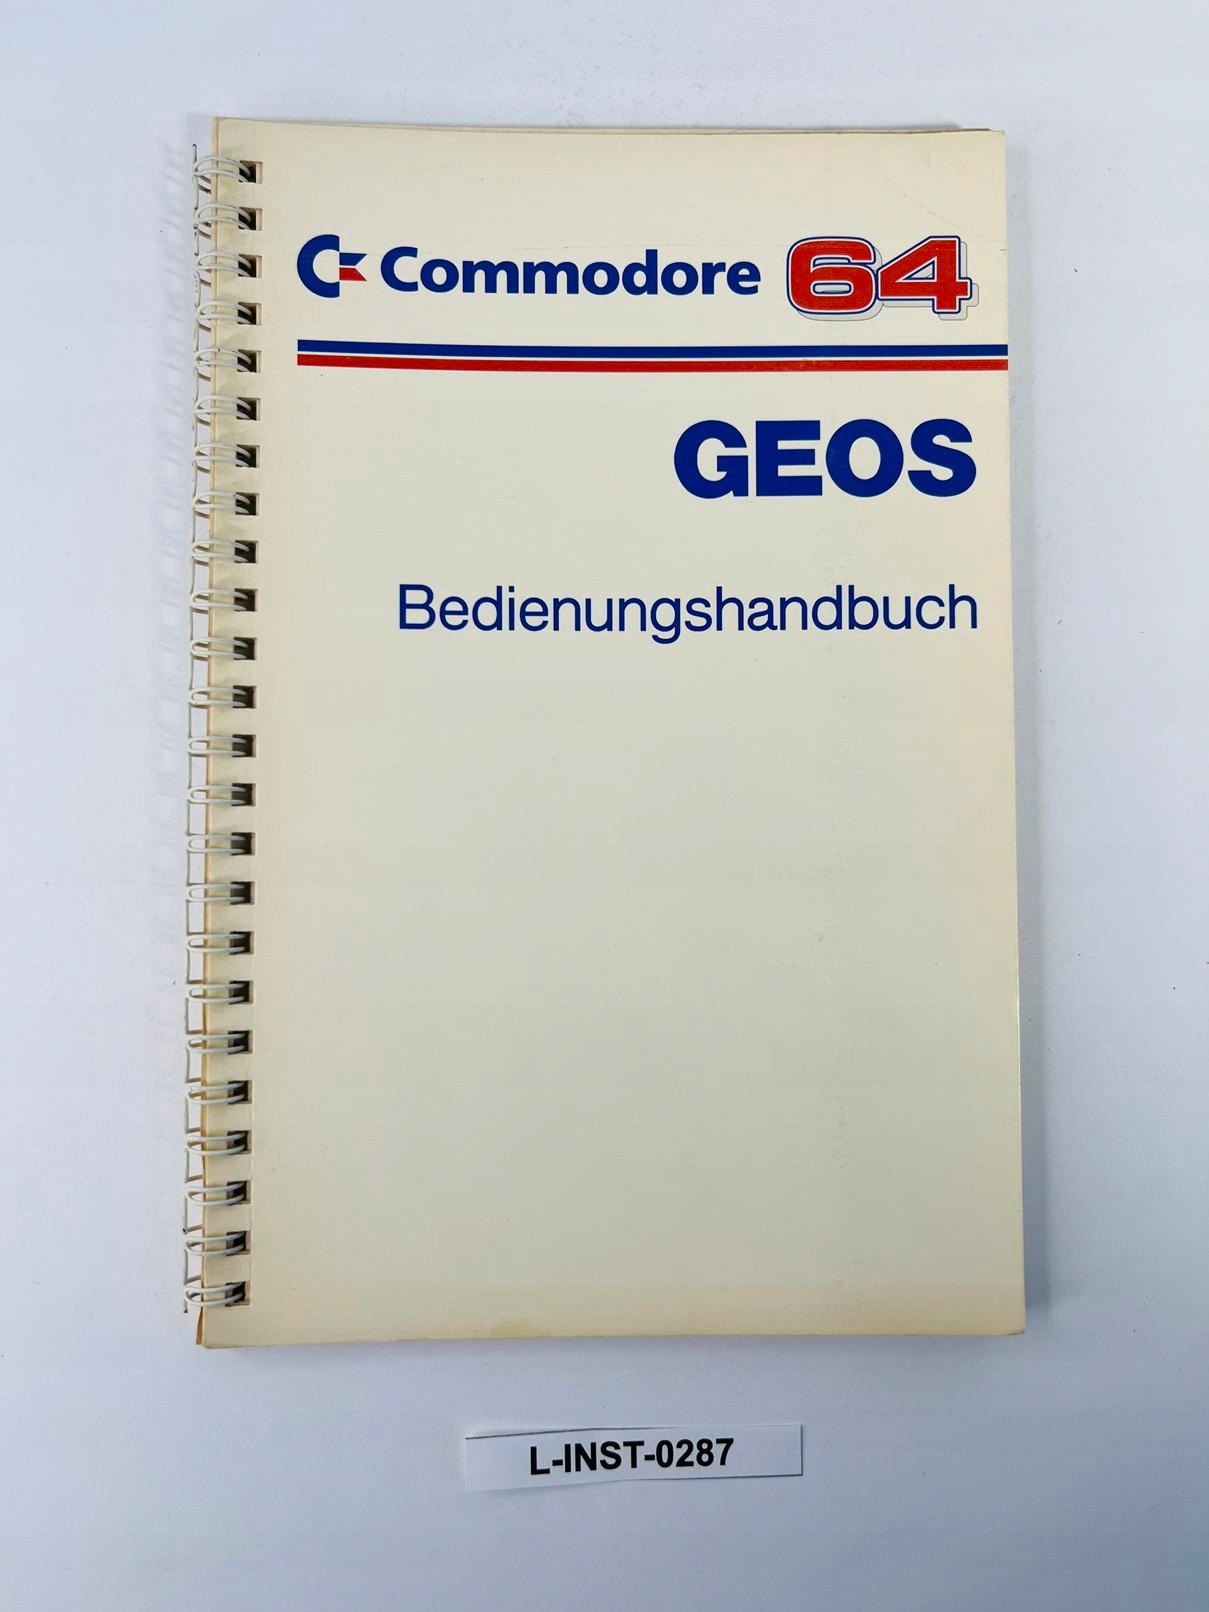 Commodore 64
GEOS
Bedienungshandbuch
L-INST-0287